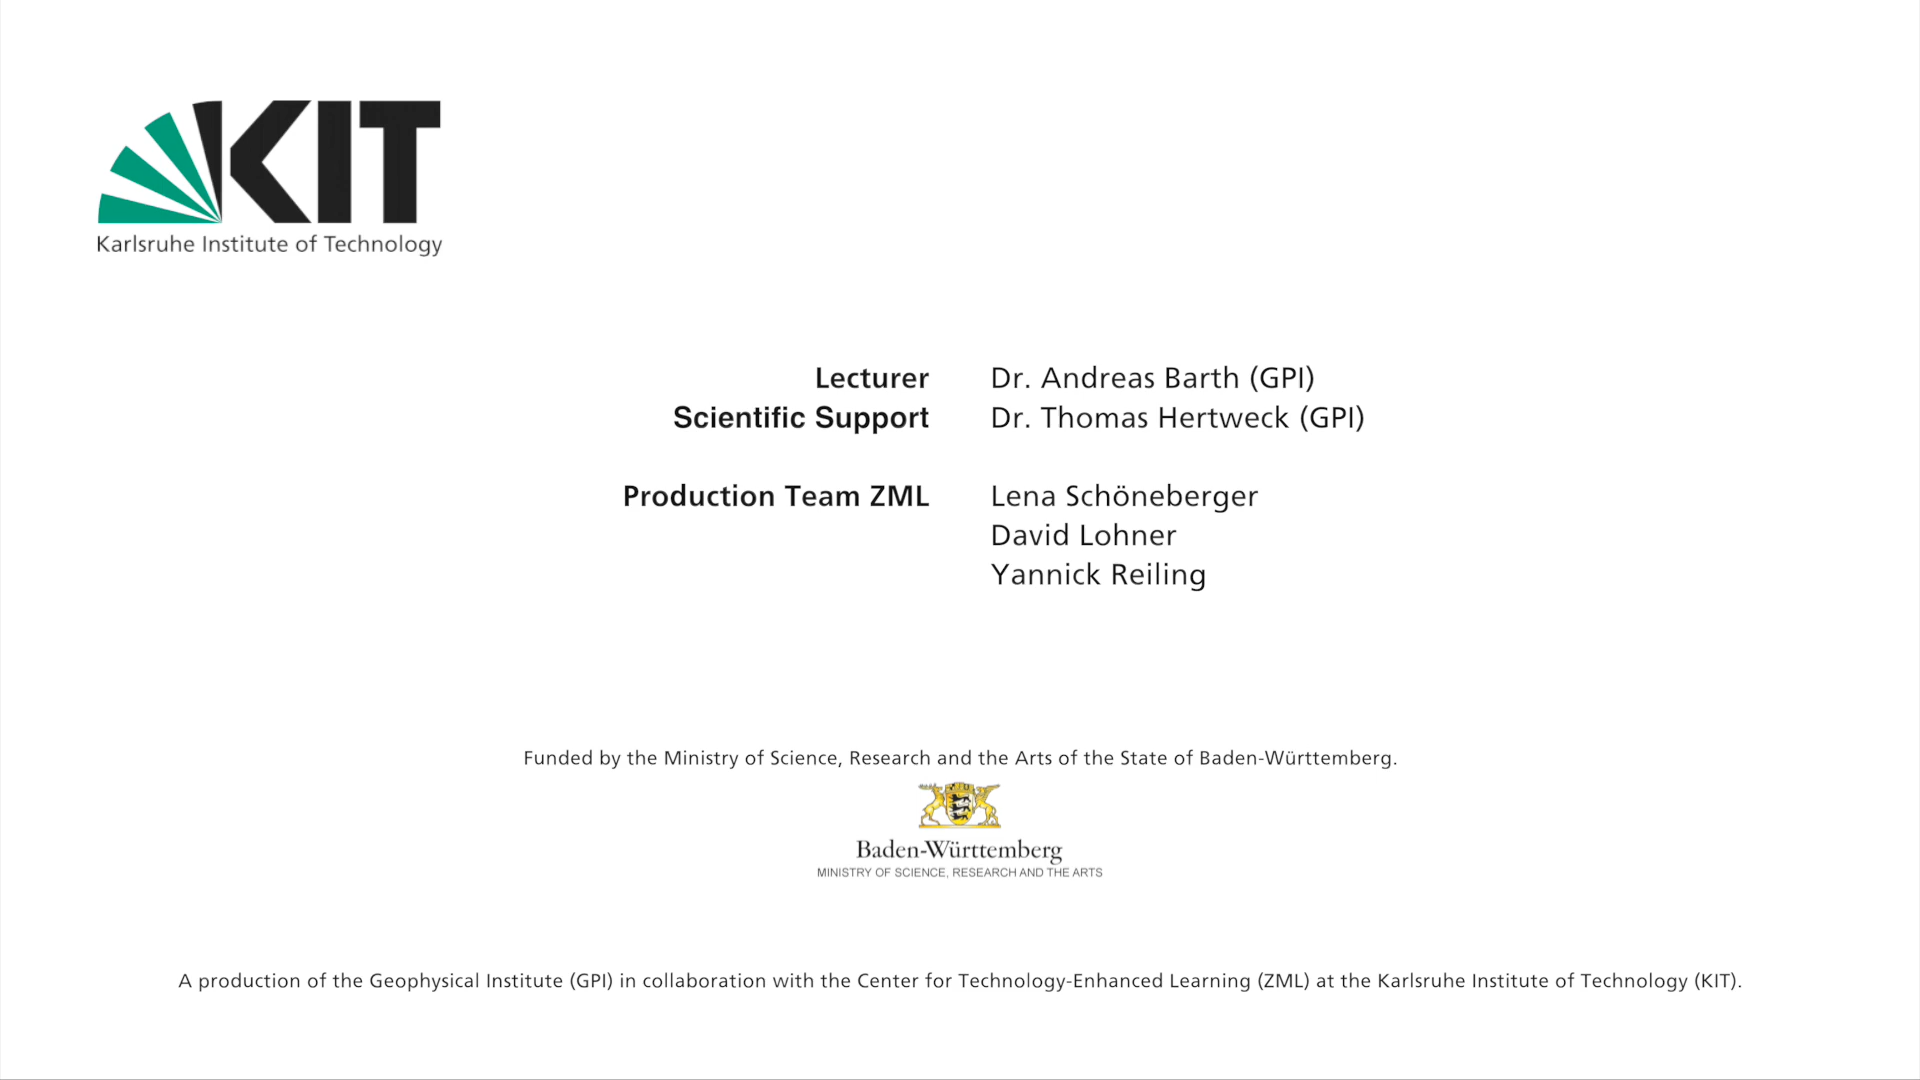 KIT
Karlsruhe Institute of Technology
Lecturer Dr. Andreas Barth (GPI)
Scientific Support Dr. Thomas Hertweck (GPI)
Production Team ZML Lena Schöneberger
David Lohner
Yannick Reiling
Funded by the Ministry of Science, Research and the Arts of the State of Baden-Württemberg.
Baden-Württemberg
MINISTRY OF SCIENCE, RESEARCH AND THE ARTS
A production of the Geophysical Institute (GPI) in collaboration with the Center for Technology-Enhanced Learning (ZML) at the Karlsruhe Institute of Technology (KIT).